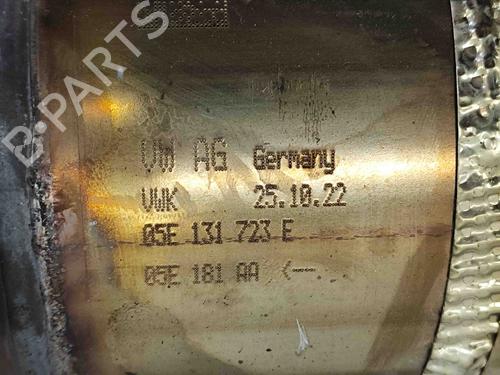 B-PARTS
VW AG Germany
VWK 25.10.22
05E 131 723 E
05E 181 AA <----